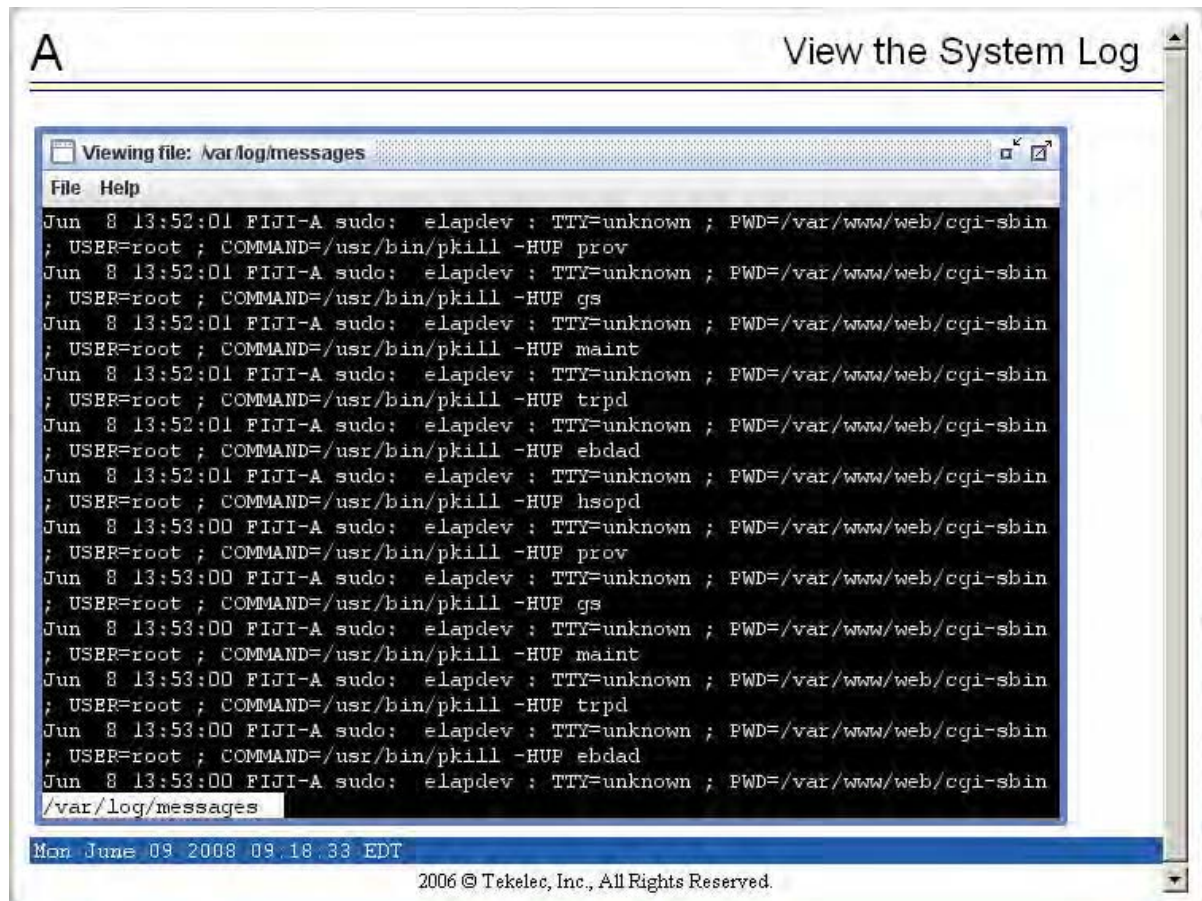 A
View the System Log
Viewing file: /var/log/messages
File Help
Jun  8 13:52:01 FIJI-A sudo:  elapdev : TTY=unknown ; PWD=/var/www/web/cgi-sbin
; USER=root ; COMMAND=/usr/bin/pkill -HUP prov
Jun  8 13:52:01 FIJI-A sudo:  elapdev : TTY=unknown ; PWD=/var/www/web/cgi-sbin
; USER=root ; COMMAND=/usr/bin/pkill -HUP gs
Jun  8 13:52:01 FIJI-A sudo:  elapdev : TTY=unknown ; PWD=/var/www/web/cgi-sbin
; USER=root ; COMMAND=/usr/bin/pkill -HUP maint
Jun  8 13:52:01 FIJI-A sudo:  elapdev : TTY=unknown ; PWD=/var/www/web/cgi-sbin
; USER=root ; COMMAND=/usr/bin/pkill -HUP trpd
Jun  8 13:52:01 FIJI-A sudo:  elapdev : TTY=unknown ; PWD=/var/www/web/cgi-sbin
; USER=root ; COMMAND=/usr/bin/pkill -HUP ebdad
Jun  8 13:52:01 FIJI-A sudo:  elapdev : TTY=unknown ; PWD=/var/www/web/cgi-sbin
; USER=root ; COMMAND=/usr/bin/pkill -HUP hsopd
Jun  8 13:53:00 FIJI-A sudo:  elapdev : TTY=unknown ; PWD=/var/www/web/cgi-sbin
; USER=root ; COMMAND=/usr/bin/pkill -HUP prov
Jun  8 13:53:00 FIJI-A sudo:  elapdev : TTY=unknown ; PWD=/var/www/web/cgi-sbin
; USER=root ; COMMAND=/usr/bin/pkill -HUP gs
Jun  8 13:53:00 FIJI-A sudo:  elapdev : TTY=unknown ; PWD=/var/www/web/cgi-sbin
; USER=root ; COMMAND=/usr/bin/pkill -HUP maint
Jun  8 13:53:00 FIJI-A sudo:  elapdev : TTY=unknown ; PWD=/var/www/web/cgi-sbin
; USER=root ; COMMAND=/usr/bin/pkill -HUP trpd
Jun  8 13:53:00 FIJI-A sudo:  elapdev : TTY=unknown ; PWD=/var/www/web/cgi-sbin
; USER=root ; COMMAND=/usr/bin/pkill -HUP ebdad
Jun  8 13:53:00 FIJI-A sudo:  elapdev : TTY=unknown ; PWD=/var/www/web/cgi-sbin
/var/log/messages
Mon June 09 2008 09:18:33 EDT
2006 © Tekelec, Inc., All Rights Reserved.